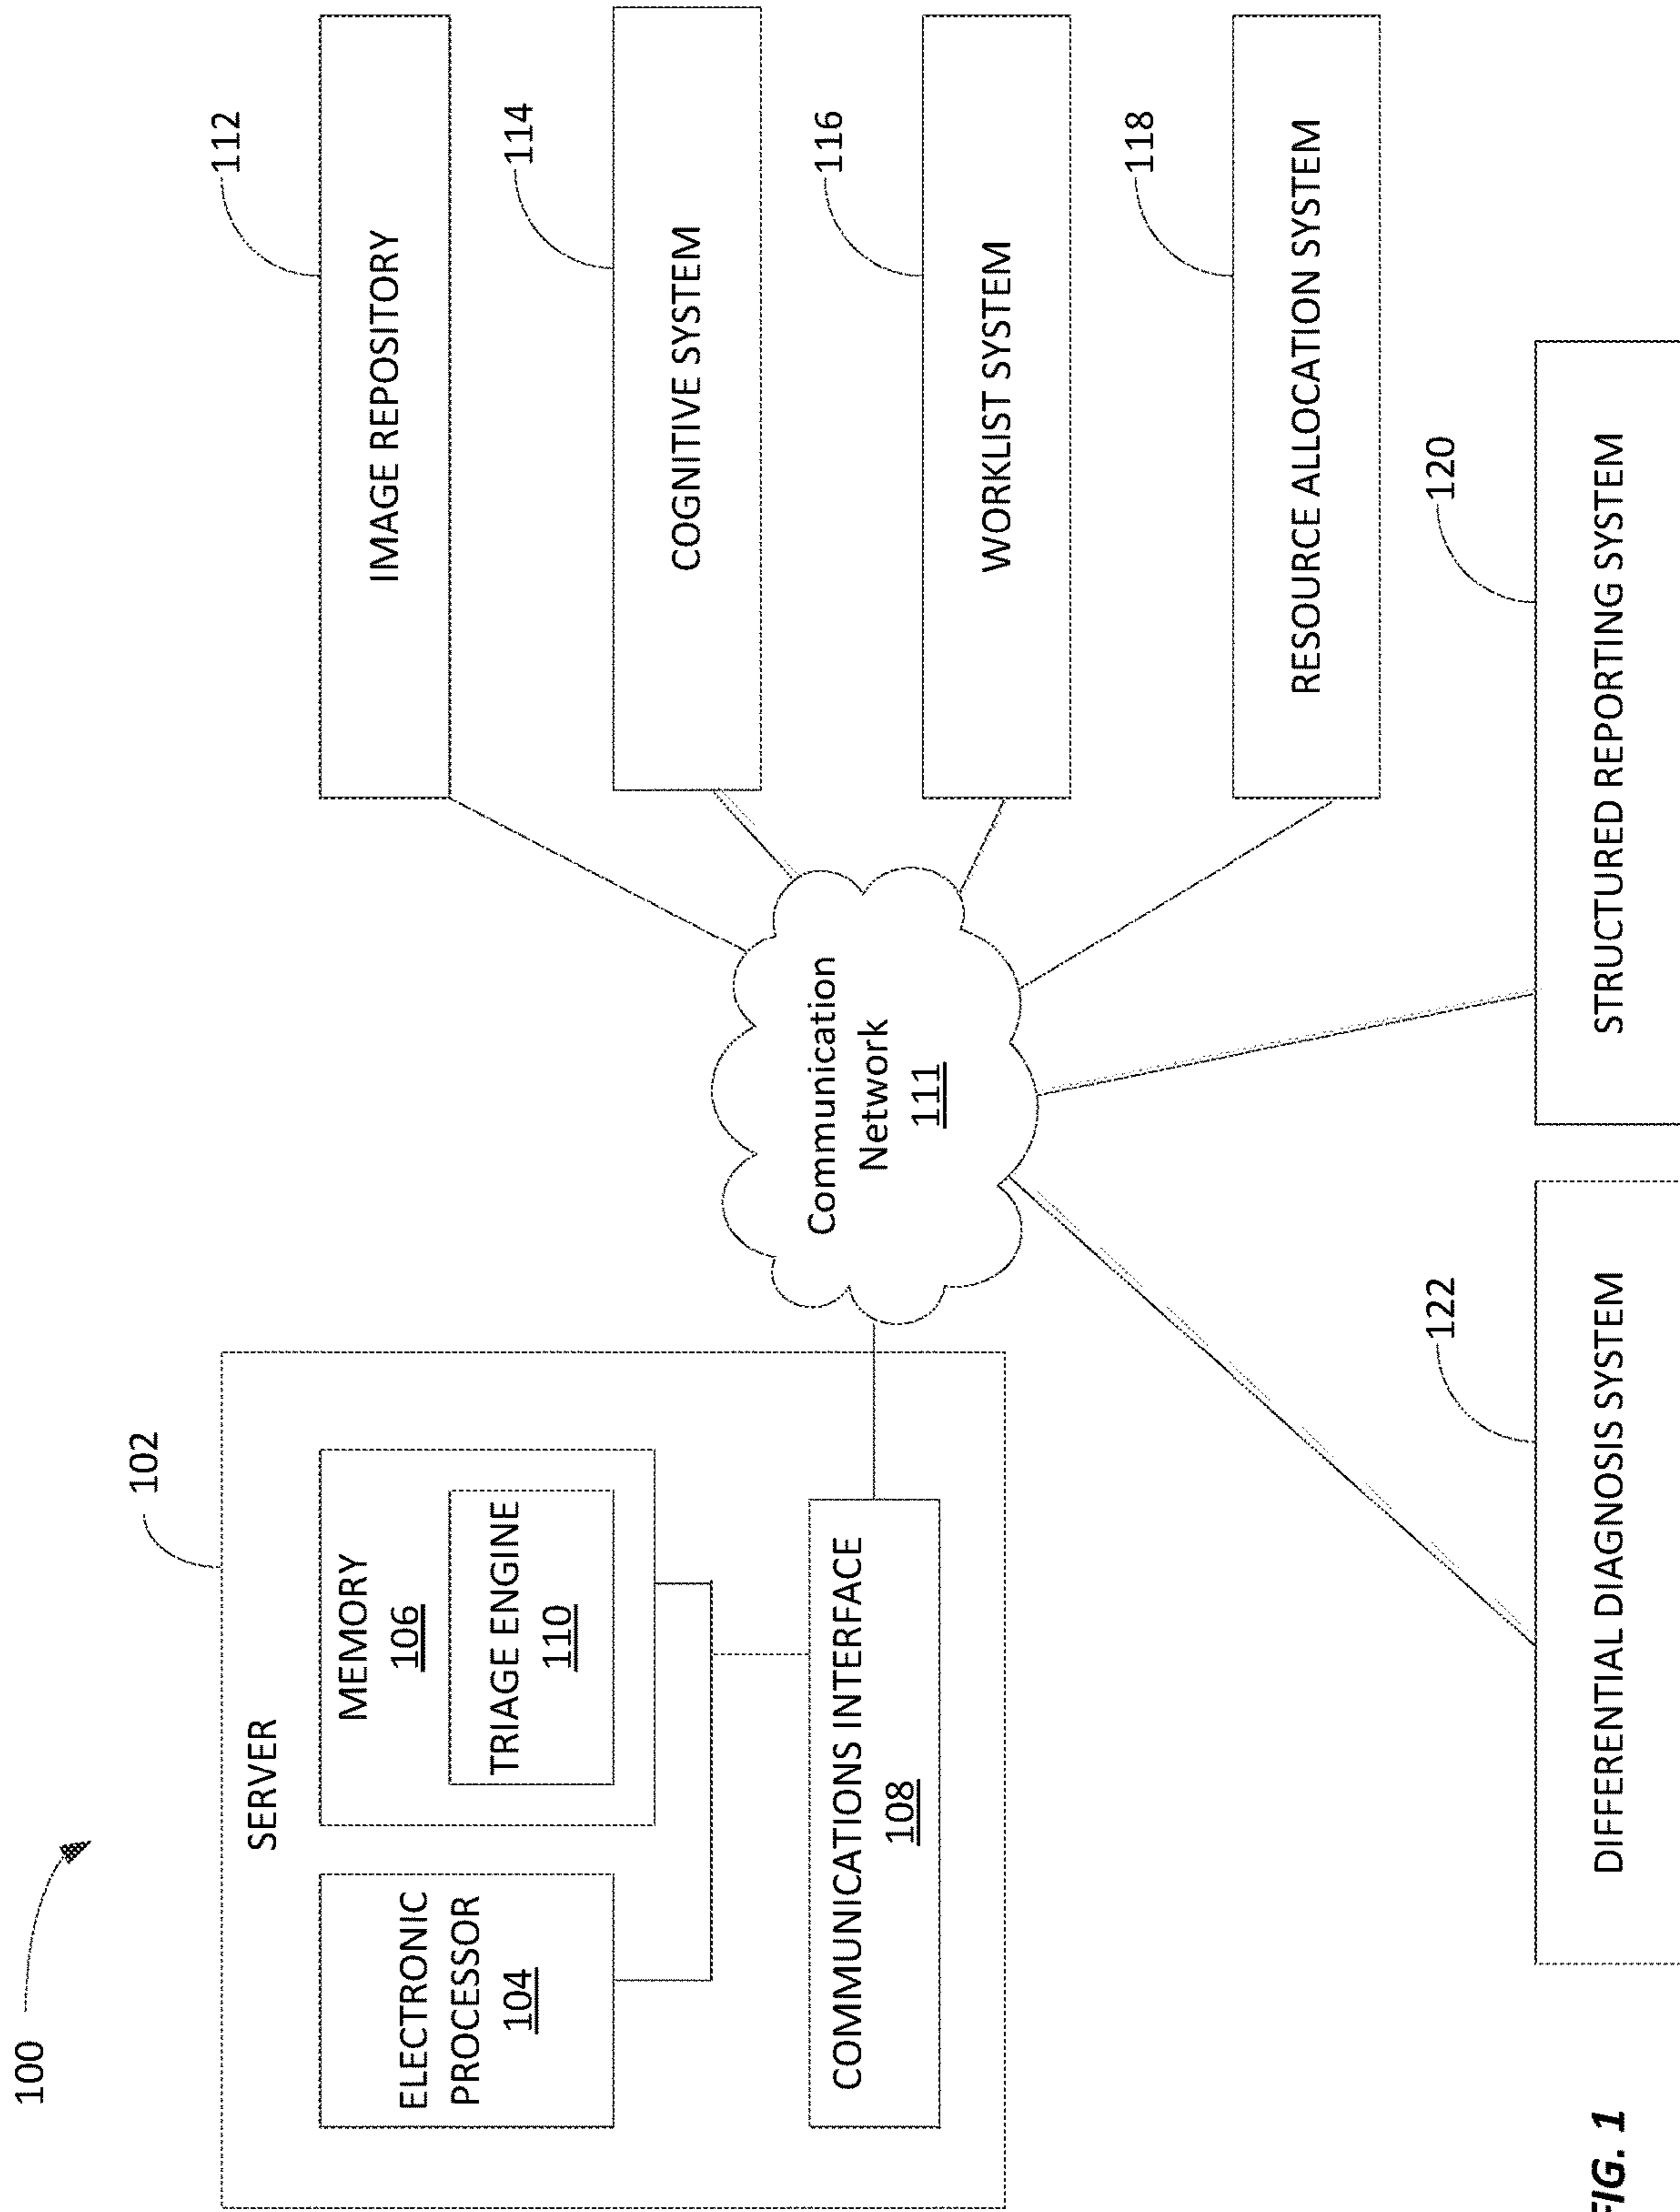 100
102
SERVER
ELECTRONIC
PROCESSOR
104
MEMORY
106
TRIAGE ENGINE
110
COMMUNICATIONS INTERFACE
108
Communication
Network
111
112
IMAGE REPOSITORY
114
COGNITIVE SYSTEM
116
WORKLIST SYSTEM
118
RESOURCE ALLOCATION SYSTEM
122
DIFFERENTIAL DIAGNOSIS SYSTEM
120
STRUCTURED REPORTING SYSTEM
FIG. 1